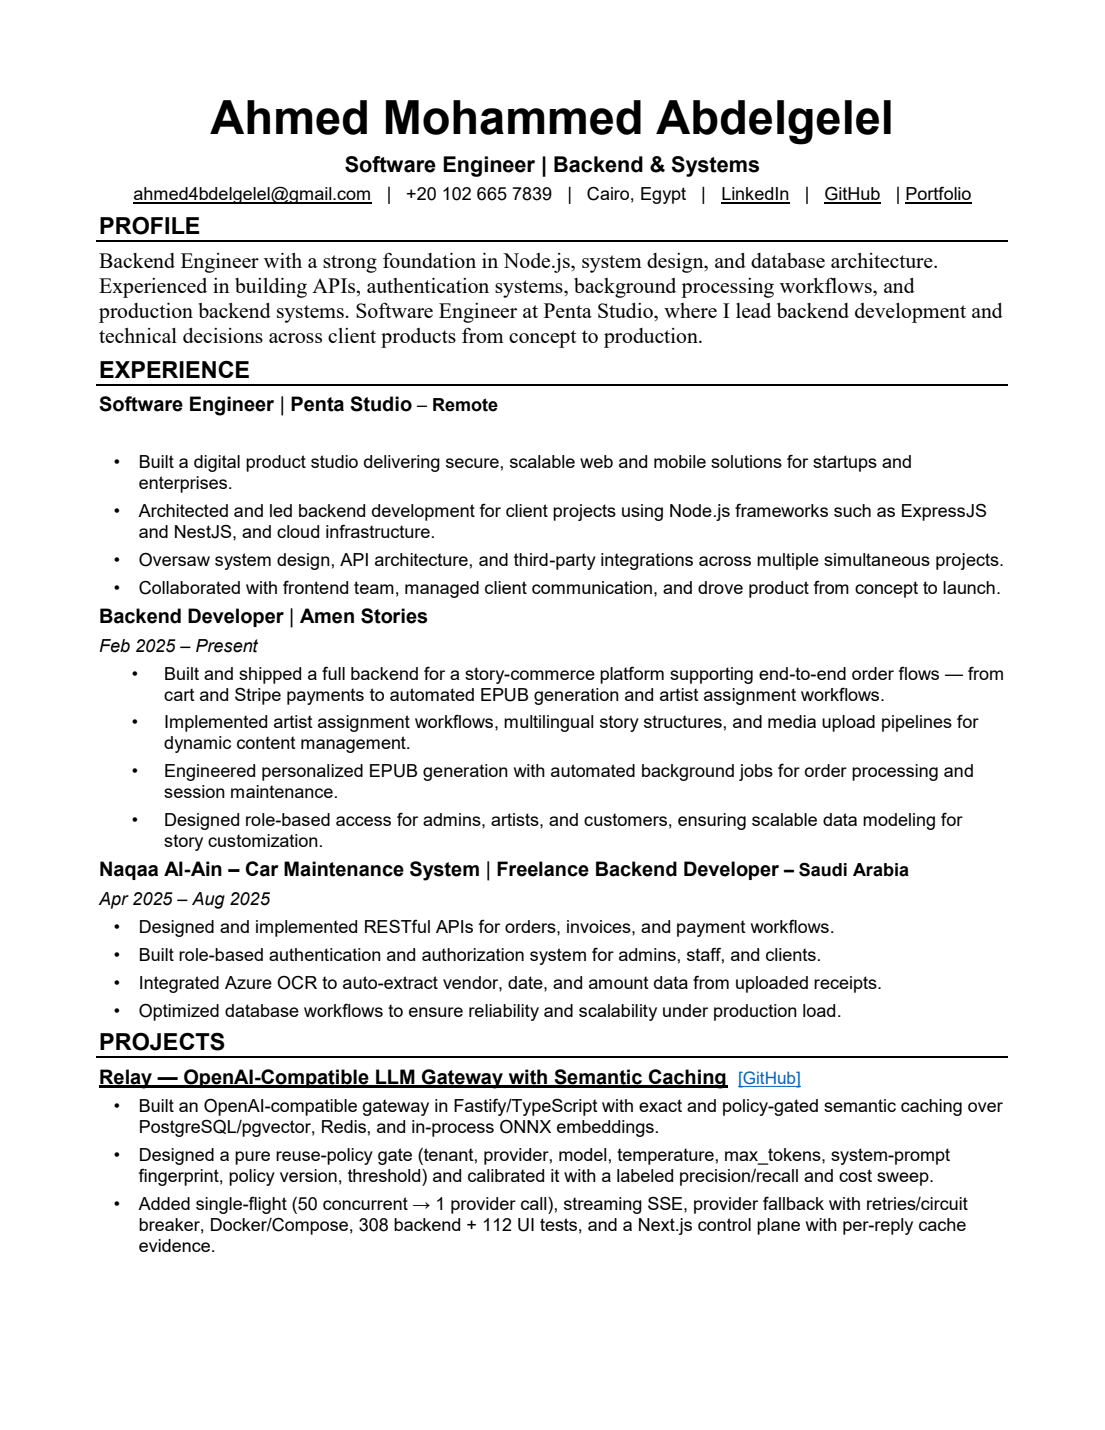 Ahmed Mohammed Abdelgelel
Software Engineer | Backend & Systems
ahmed4bdelgelel@gmail.com | +20 102 665 7839 | Cairo, Egypt | LinkedIn | GitHub | Portfolio
PROFILE
Backend Engineer with a strong foundation in Node.js, system design, and database architecture.
Experienced in building APIs, authentication systems, background processing workflows, and
production backend systems. Software Engineer at Penta Studio, where I lead backend development and
technical decisions across client products from concept to production.
EXPERIENCE
Software Engineer | Penta Studio – Remote
• Built a digital product studio delivering secure, scalable web and mobile solutions for startups and
enterprises.
• Architected and led backend development for client projects using Node.js frameworks such as ExpressJS
and NestJS, and cloud infrastructure.
• Oversaw system design, API architecture, and third-party integrations across multiple simultaneous projects.
• Collaborated with frontend team, managed client communication, and drove product from concept to launch.
Backend Developer | Amen Stories
Feb 2025 – Present
• Built and shipped a full backend for a story-commerce platform supporting end-to-end order flows — from
cart and Stripe payments to automated EPUB generation and artist assignment workflows.
• Implemented artist assignment workflows, multilingual story structures, and media upload pipelines for
dynamic content management.
• Engineered personalized EPUB generation with automated background jobs for order processing and
session maintenance.
• Designed role-based access for admins, artists, and customers, ensuring scalable data modeling for
story customization.
Naqaa Al-Ain – Car Maintenance System | Freelance Backend Developer – Saudi Arabia
Apr 2025 – Aug 2025
• Designed and implemented RESTful APIs for orders, invoices, and payment workflows.
• Built role-based authentication and authorization system for admins, staff, and clients.
• Integrated Azure OCR to auto-extract vendor, date, and amount data from uploaded receipts.
• Optimized database workflows to ensure reliability and scalability under production load.
PROJECTS
Relay — OpenAI-Compatible LLM Gateway with Semantic Caching [GitHub]
• Built an OpenAI-compatible gateway in Fastify/TypeScript with exact and policy-gated semantic caching over
PostgreSQL/pgvector, Redis, and in-process ONNX embeddings.
• Designed a pure reuse-policy gate (tenant, provider, model, temperature, max_tokens, system-prompt
fingerprint, policy version, threshold) and calibrated it with a labeled precision/recall and cost sweep.
• Added single-flight (50 concurrent → 1 provider call), streaming SSE, provider fallback with retries/circuit
breaker, Docker/Compose, 308 backend + 112 UI tests, and a Next.js control plane with per-reply cache
evidence.